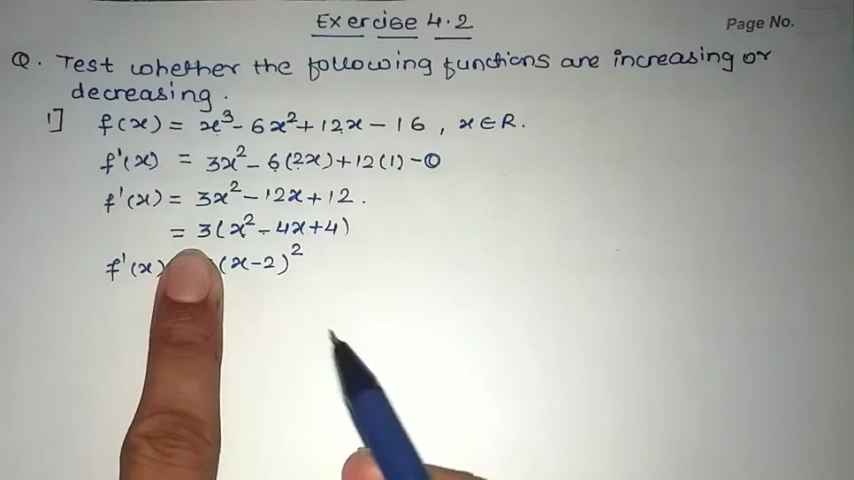 Exercise 4.2
Page No.
Q. Test whether the following functions are increasing or
decreasing.
1] f(x) = x³ - 6x² + 12x - 16 , x ∈ R.
f'(x) = 3x² - 6(2x) + 12(1) - 0
f'(x) = 3x² - 12x + 12 .
= 3(x² - 4x + 4)
f'(x) (x-2)²